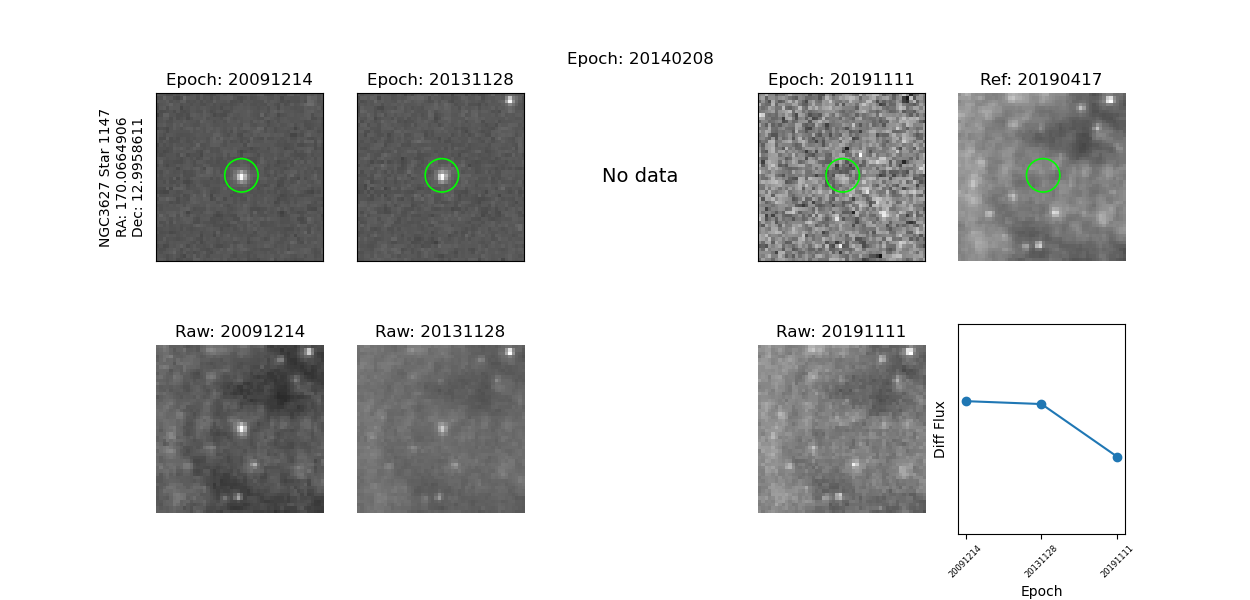 Epoch: 20140208
Epoch: 20091214
Epoch: 20131128
Epoch: 20191111
Ref: 20190417
NGC3627 Star 1147
RA: 170.0664906
Dec: 12.9958611
No data
Raw: 20091214
Raw: 20131128
Raw: 20191111
Diff Flux
20091214
20131128
20191111
Epoch